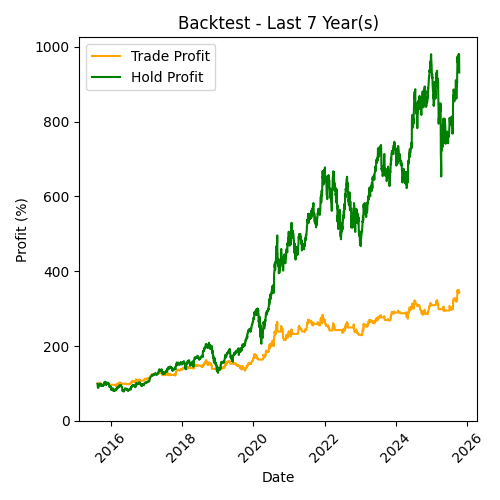 Backtest - Last 7 Year(s)
Trade Profit
Hold Profit
Profit (%)
1000
800
600
400
200
0
2016
2018
2020
2022
2024
2026
Date